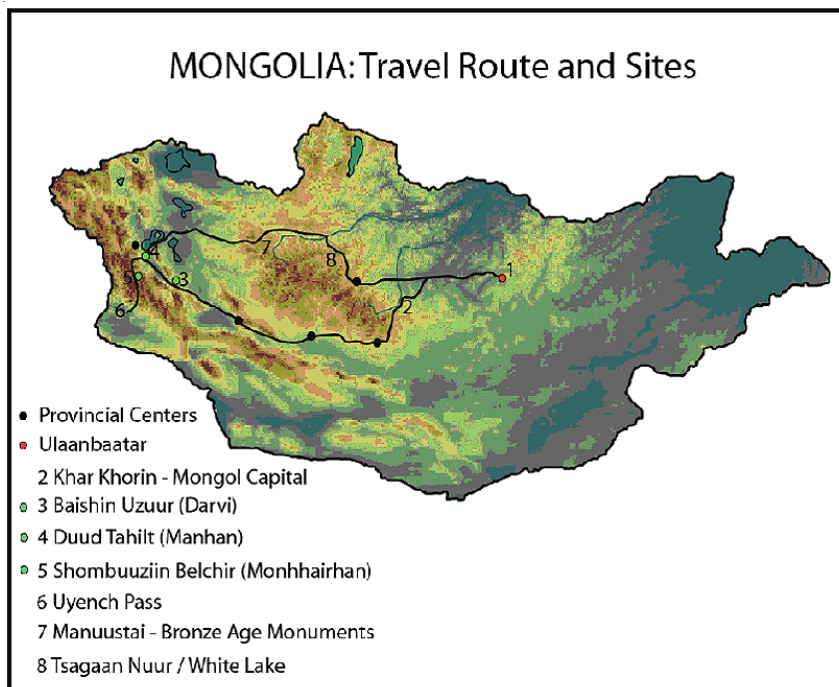 MONGOLIA: Travel Route and Sites
1
7
8
4
5
3
2
6
Provincial Centers
Ulaanbaatar
2 Khar Khorin - Mongol Capital
3 Baishin Uzuur (Darvi)
4 Duud Tahilt (Manhan)
5 Shombuuziin Belchir (Monhhairhan)
6 Uyench Pass
7 Manuustai - Bronze Age Monuments
8 Tsagaan Nuur / White Lake